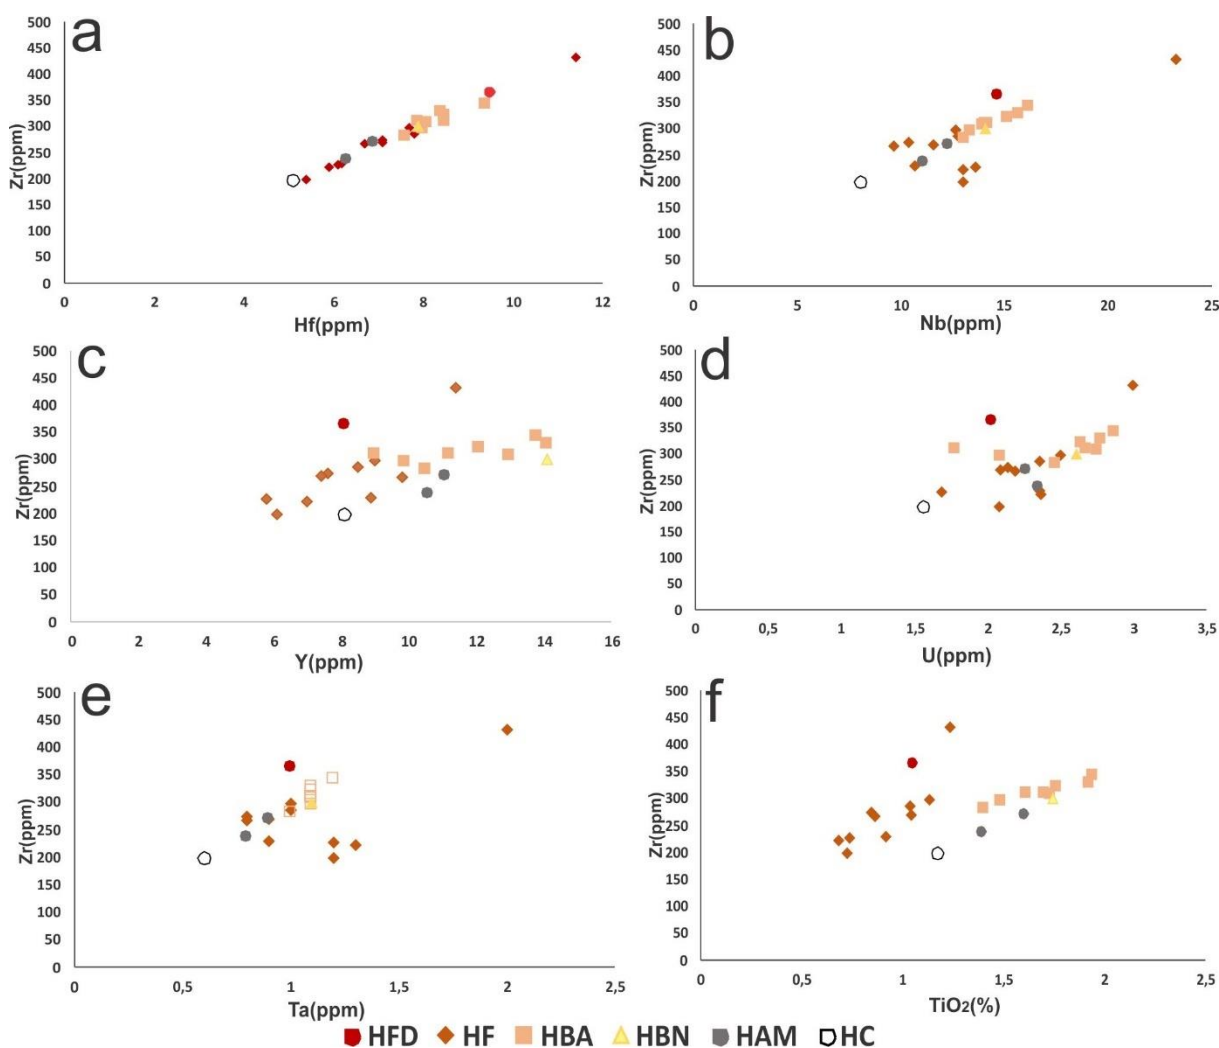 a
500
450
400
350
300
250
200
150
100
50
0
Zr(ppm)
0 2 4 6 8 10 12
Hf(ppm)
b
500
450
400
350
300
250
200
150
100
50
0
Zr(ppm)
0 5 10 15 20 25
Nb(ppm)
c
500
450
400
350
300
250
200
150
100
50
0
Zr(ppm)
0 2 4 6 8 10 12 14 16
Y(ppm)
d
500
450
400
350
300
250
200
150
100
50
0
Zr(ppm)
0 0,5 1 1,5 2 2,5 3 3,5
U(ppm)
e
500
450
400
350
300
250
200
150
100
50
0
Zr(ppm)
0 0,5 1 1,5 2 2,5
Ta(ppm)
f
500
450
400
350
300
250
200
150
100
50
0
Zr(ppm)
0 0,5 1 1,5 2 2,5
TiO2(%)
HFD HF HBA HBN HAM HC